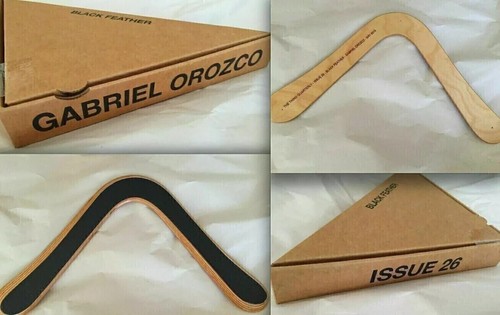 BLACK FEATHER
GABRIEL OROZCO
BLACK FEATHER
ISSUE 26